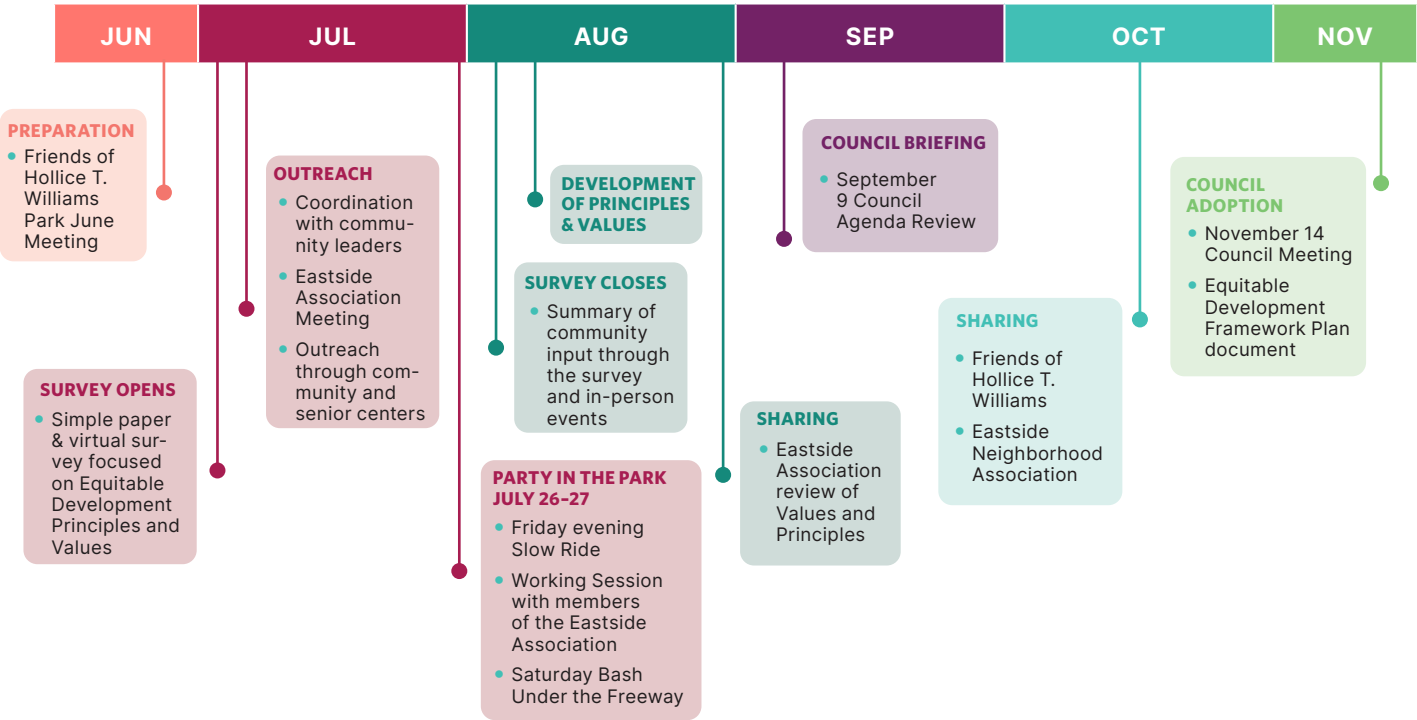 JUN
JUL
AUG
SEP
OCT
NOV
PREPARATION
Friends of
Hollice T.
Williams
Park June
Meeting
SURVEY OPENS
Simple paper
& virtual sur-
vey focused
on Equitable
Development
Principles and
Values
OUTREACH
Coordination
with commu-
nity leaders
Eastside
Association
Meeting
Outreach
through com-
munity and
senior centers
PARTY IN THE PARK
JULY 26–27
Friday evening
Slow Ride
Working Session
with members
of the Eastside
Association
Saturday Bash
Under the Freeway
DEVELOPMENT
OF PRINCIPLES
& VALUES
SURVEY CLOSES
Summary of
community
input through
the survey
and in-person
events
SHARING
Eastside
Association
review of
Values and
Principles
COUNCIL BRIEFING
September
9 Council
Agenda Review
SHARING
Friends of
Hollice T.
Williams
Eastside
Neighborhood
Association
COUNCIL
ADOPTION
November 14
Council Meeting
Equitable
Development
Framework Plan
document